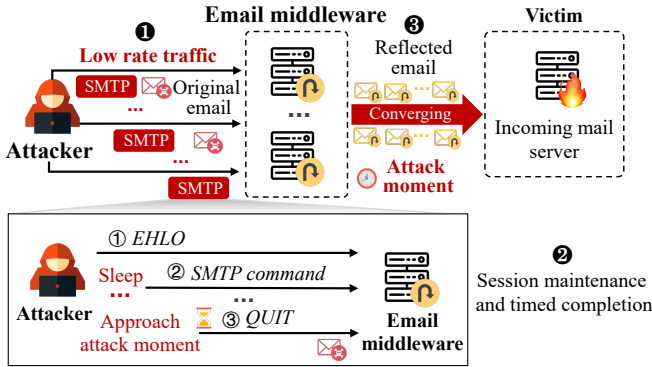 ❶
Email middleware
❸
Victim
Low rate traffic
SMTP
Original
email
...
SMTP
...
SMTP
Attacker
...
Reflected
email
...
Converging
...
Attack
moment
Incoming mail
server
① EHLO
Sleep
② SMTP command
...
...
Attacker
Approach
attack moment
③ QUIT
Email
middleware
❷
Session maintenance
and timed completion